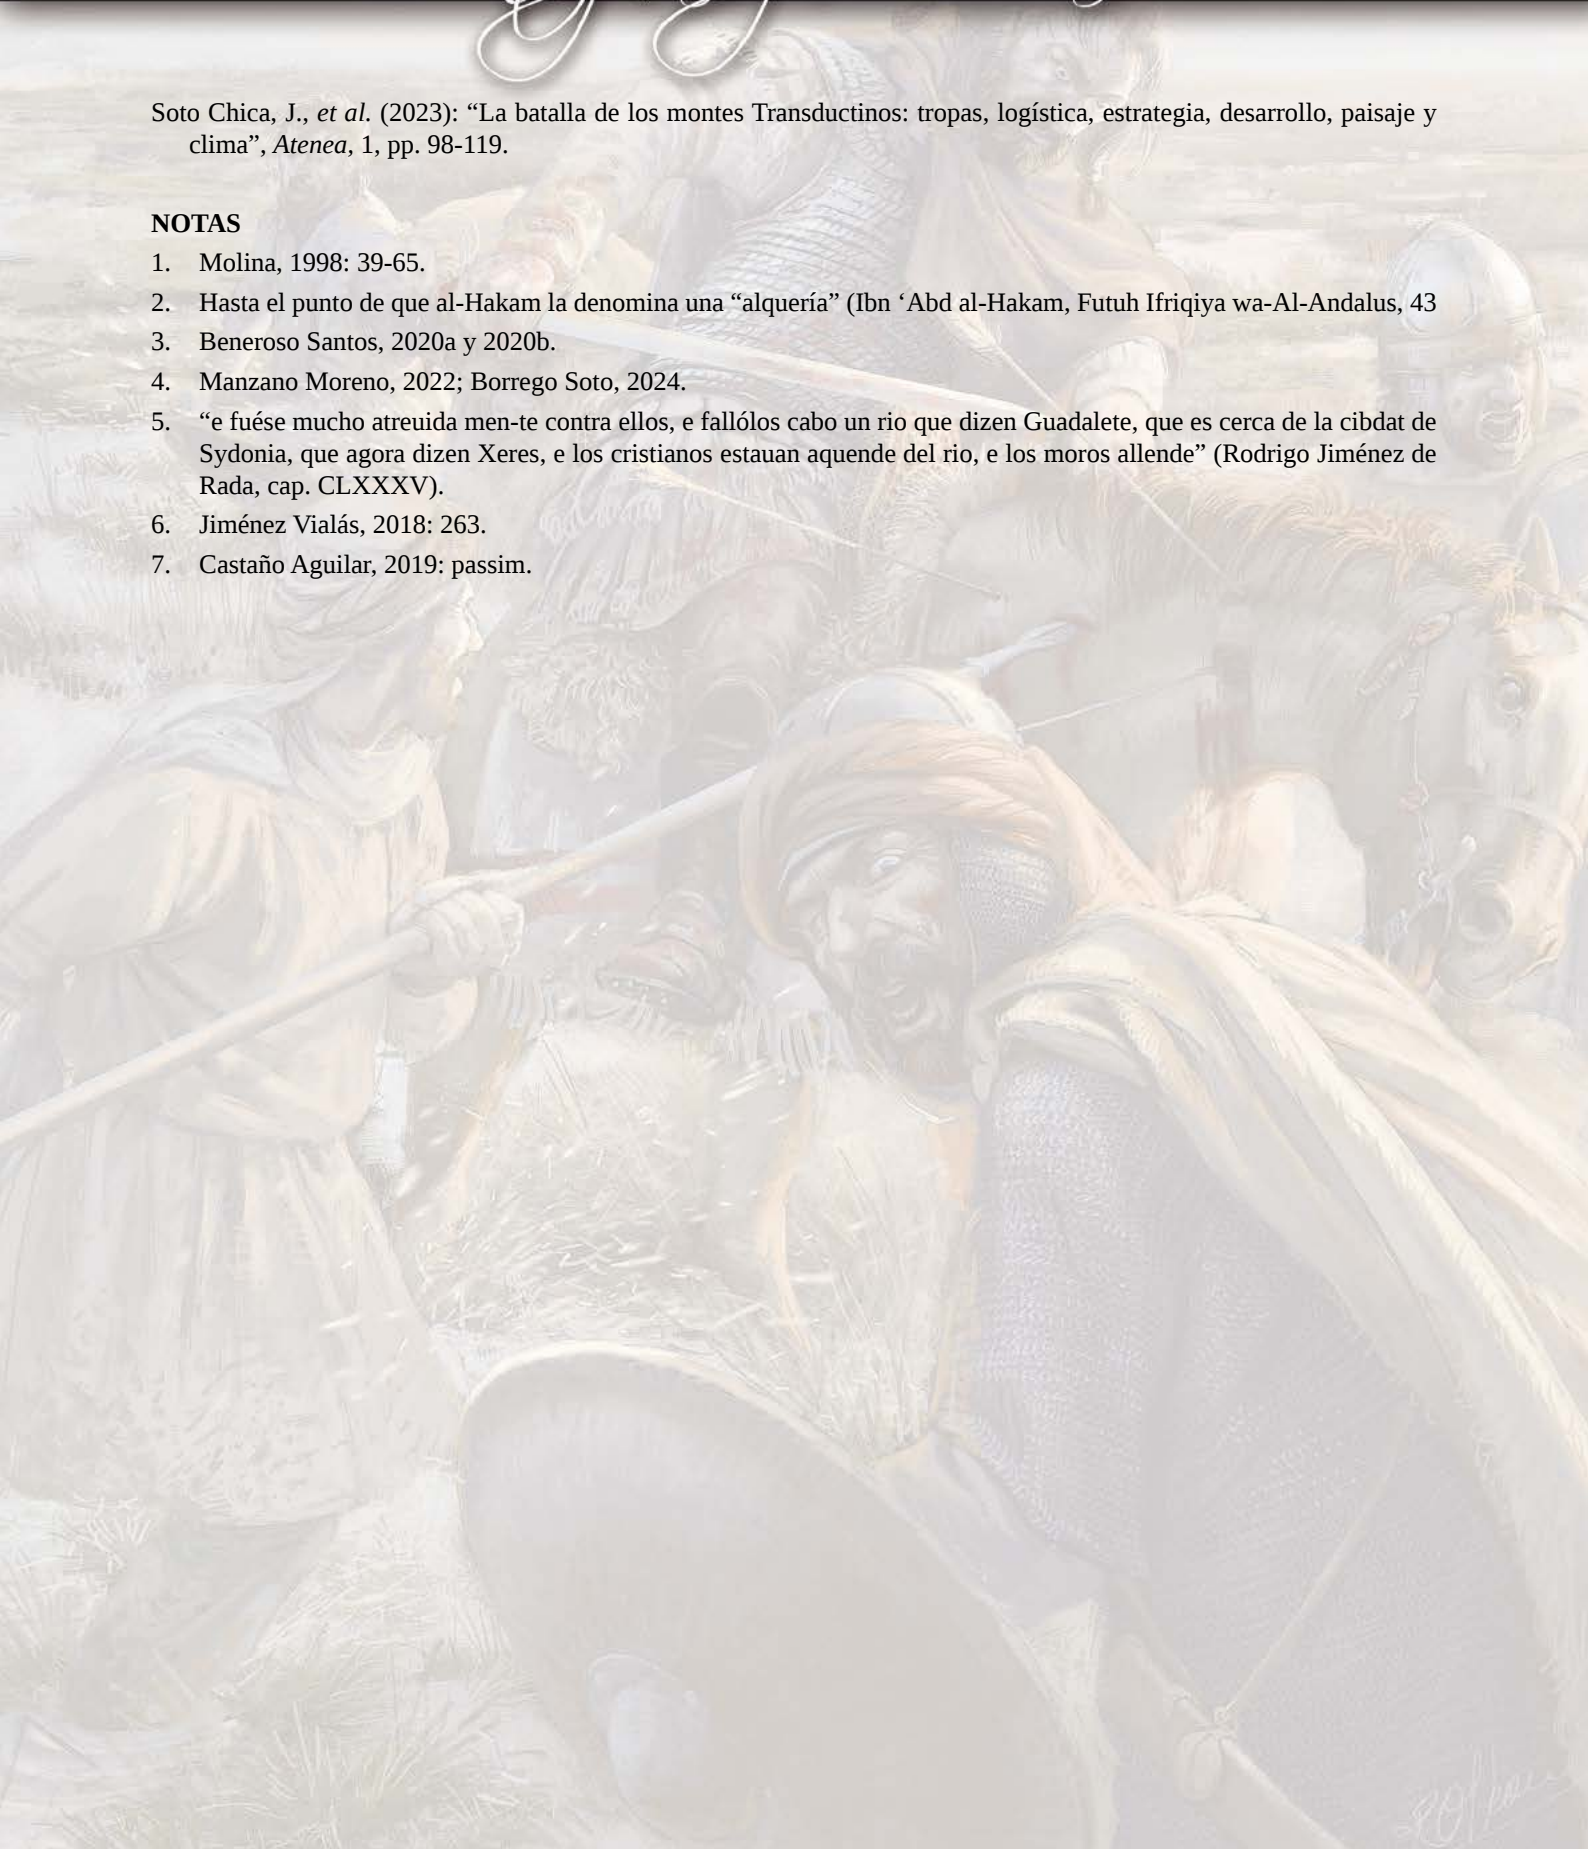 Soto Chica, J., et al. (2023): “La batalla de los montes Transductinos: tropas, logística, estrategia, desarrollo, paisaje y
clima”, Atenea, 1, pp. 98-119.
NOTAS
1. Molina, 1998: 39-65.
2. Hasta el punto de que al-Hakam la denomina una “alquería” (Ibn ‘Abd al-Hakam, Futuh Ifriqiya wa-Al-Andalus, 43
3. Beneroso Santos, 2020a y 2020b.
4. Manzano Moreno, 2022; Borrego Soto, 2024.
5. “e fuése mucho atreuida men-te contra ellos, e fallólos cabo un rio que dizen Guadalete, que es cerca de la cibdat de
Sydonia, que agora dizen Xeres, e los cristianos estauan aquende del rio, e los moros allende” (Rodrigo Jiménez de
Rada, cap. CLXXXV).
6. Jiménez Vialás, 2018: 263.
7. Castaño Aguilar, 2019: passim.